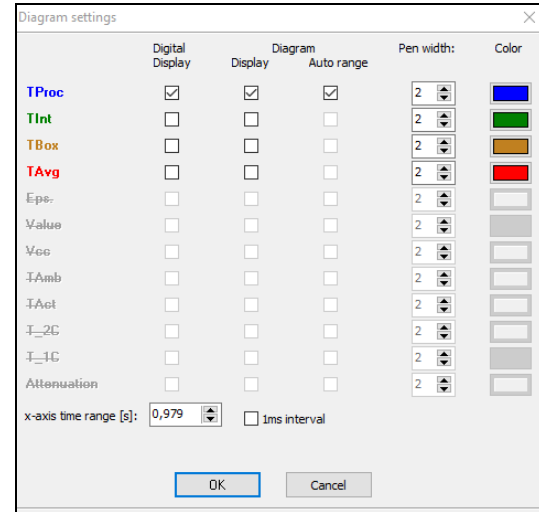 Diagram settings
Digital Display Diagram Pen width: Color
Display Auto range
TProc 2
TInt 2
TBox 2
TAvg 2
Eps. 2
Value 2
Vcc 2
TAmb 2
TAct 2
T_2C 2
T_1C 2
Attenuation 2
x-axis time range [s]: 0,979 1ms interval
OK Cancel